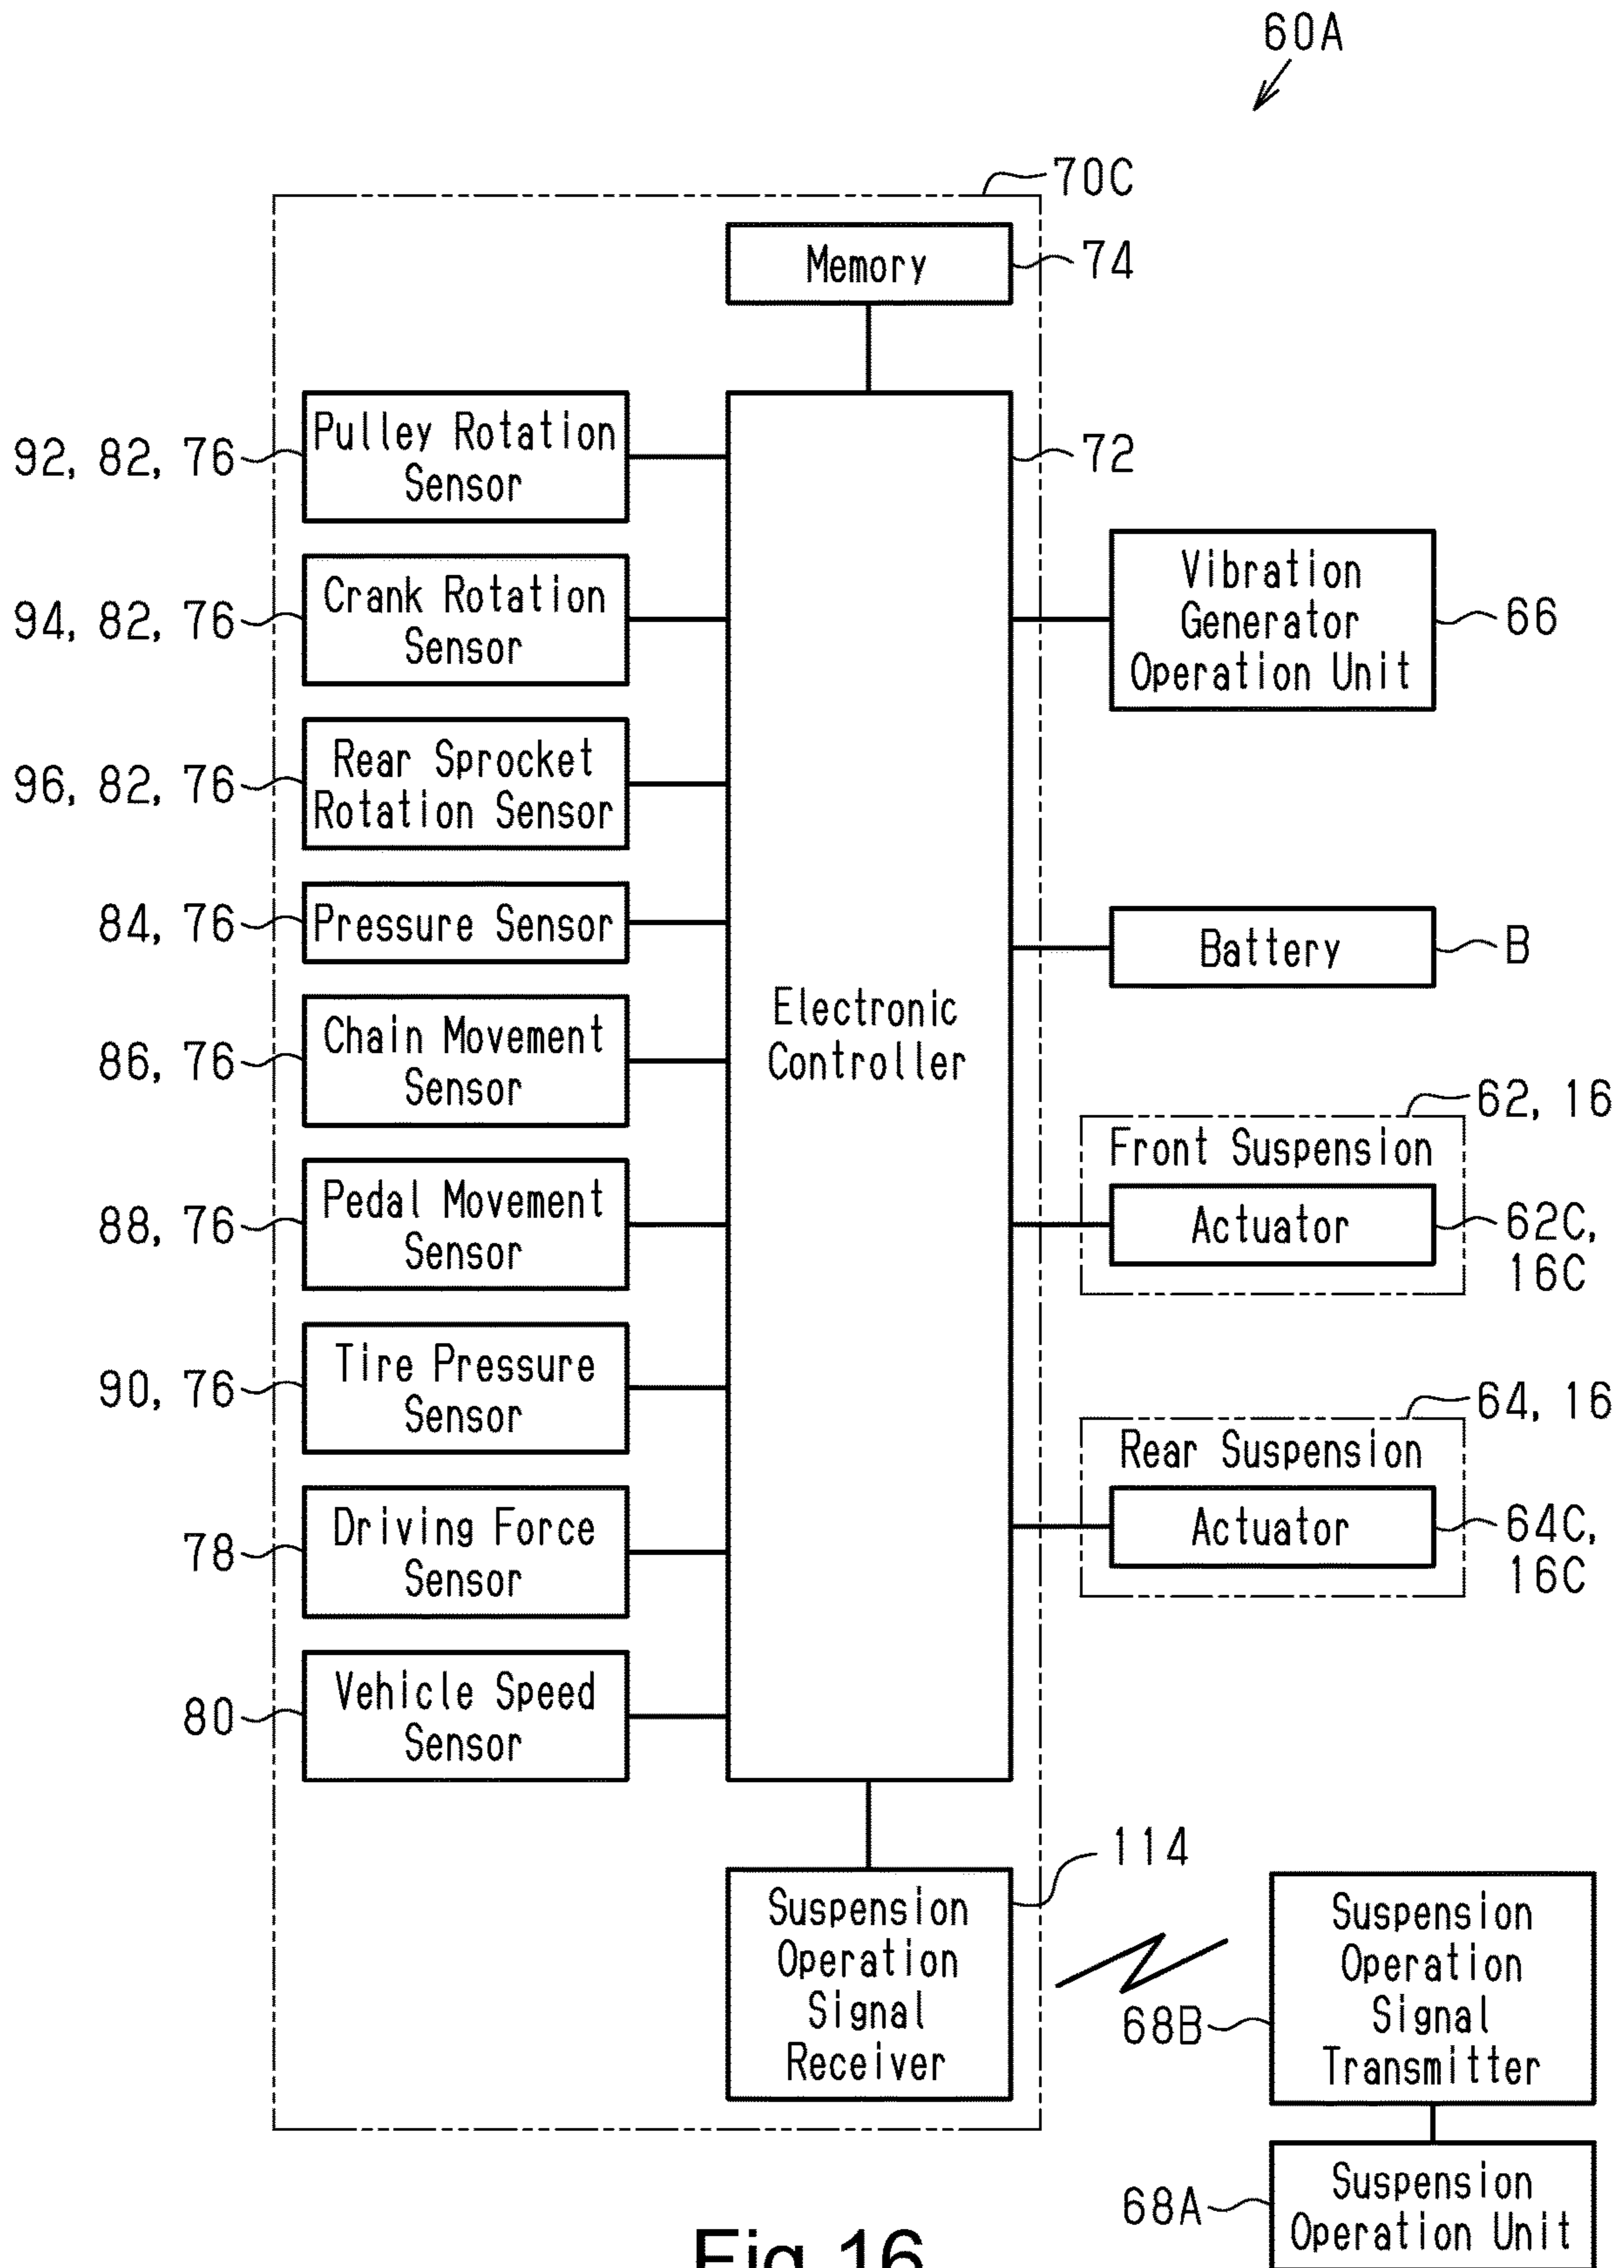 60A
70C
Memory
74
Pulley Rotation
Sensor
92, 82, 76
72
Crank Rotation
Sensor
94, 82, 76
Vibration
Generator
Operation Unit
66
Rear Sprocket
Rotation Sensor
96, 82, 76
Pressure Sensor
84, 76
Battery
B
Electronic
Controller
Chain Movement
Sensor
86, 76
62, 16
Front Suspension
Actuator
62C,
16C
Pedal Movement
Sensor
88, 76
Tire Pressure
Sensor
90, 76
64, 16
Rear Suspension
Actuator
64C,
16C
Driving Force
Sensor
78
Vehicle Speed
Sensor
80
114
Suspension
Operation
Signal
Receiver
Suspension
Operation
Signal
Transmitter
68B
Suspension
Operation Unit
68A
Fig.16